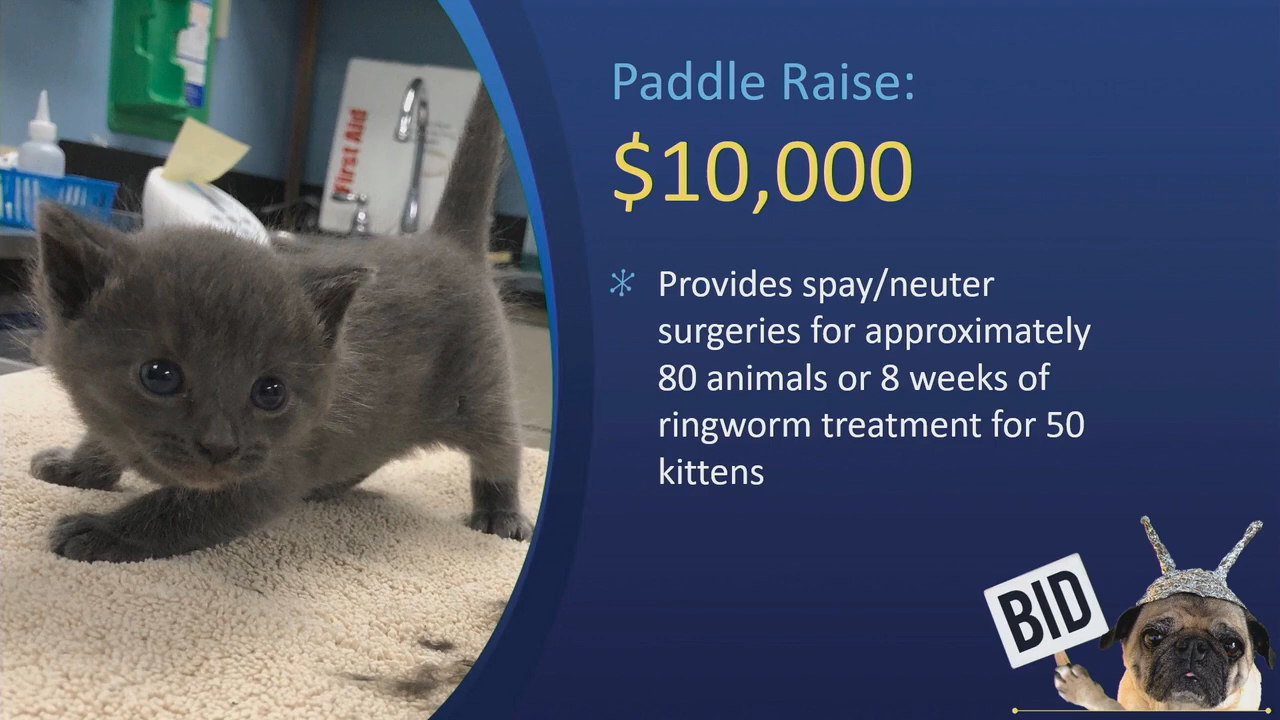 First Aid
Paddle Raise:
$10,000
Provides spay/neuter
surgeries for approximately
80 animals or 8 weeks of
ringworm treatment for 50
kittens
BID